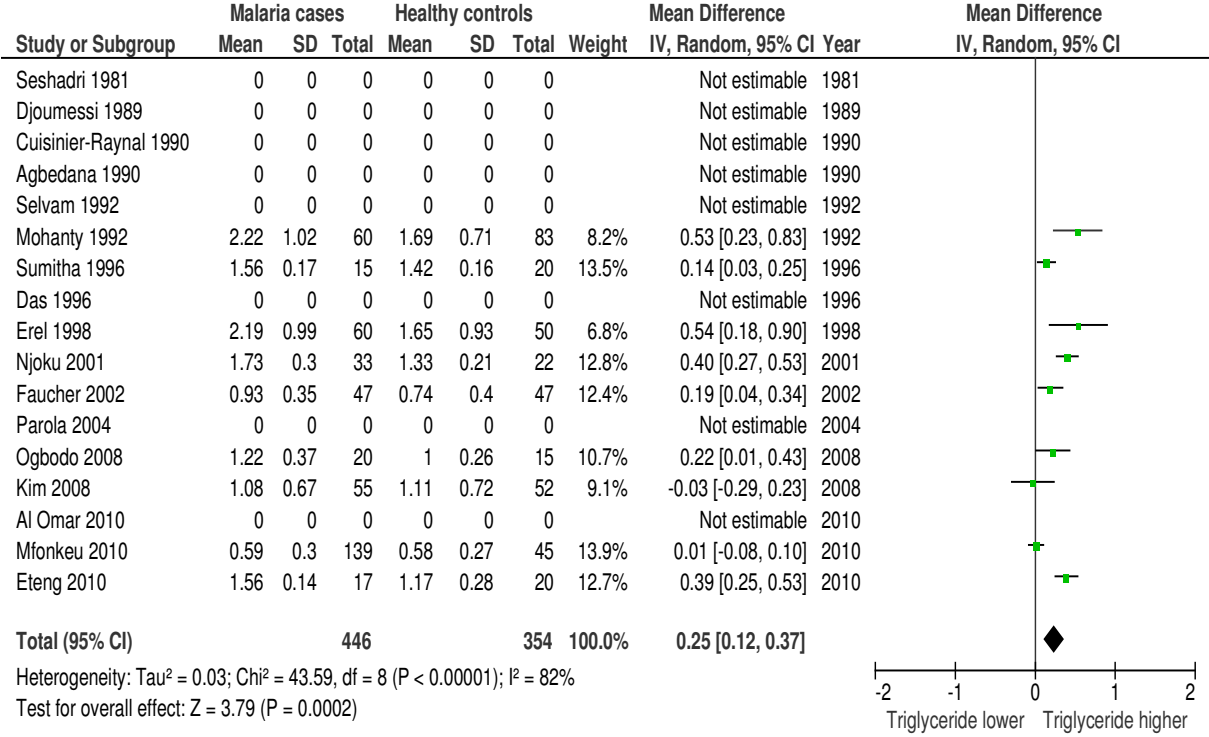 Malaria cases Healthy controls Mean Difference Mean Difference
Study or Subgroup Mean SD Total Mean SD Total Weight IV, Random, 95% CI Year IV, Random, 95% CI
Seshadri 1981 0 0 0 0 0 0 Not estimable 1981
Djoumessi 1989 0 0 0 0 0 0 Not estimable 1989
Cuisinier-Raynal 1990 0 0 0 0 0 0 Not estimable 1990
Agbedana 1990 0 0 0 0 0 0 Not estimable 1990
Selvam 1992 0 0 0 0 0 0 Not estimable 1992
Mohanty 1992 2.22 1.02 60 1.69 0.71 83 8.2% 0.53 [0.23, 0.83] 1992
Sumitha 1996 1.56 0.17 15 1.42 0.16 20 13.5% 0.14 [0.03, 0.25] 1996
Das 1996 0 0 0 0 0 0 Not estimable 1996
Erel 1998 2.19 0.99 60 1.65 0.93 50 6.8% 0.54 [0.18, 0.90] 1998
Njoku 2001 1.73 0.3 33 1.33 0.21 22 12.8% 0.40 [0.27, 0.53] 2001
Faucher 2002 0.93 0.35 47 0.74 0.4 47 12.4% 0.19 [0.04, 0.34] 2002
Parola 2004 0 0 0 0 0 0 Not estimable 2004
Ogbodo 2008 1.22 0.37 20 1 0.26 15 10.7% 0.22 [0.01, 0.43] 2008
Kim 2008 1.08 0.67 55 1.11 0.72 52 9.1% -0.03 [-0.29, 0.23] 2008
Al Omar 2010 0 0 0 0 0 0 Not estimable 2010
Mfonkeu 2010 0.59 0.3 139 0.58 0.27 45 13.9% 0.01 [-0.08, 0.10] 2010
Eteng 2010 1.56 0.14 17 1.17 0.28 20 12.7% 0.39 [0.25, 0.53] 2010
Total (95% CI) 446 354 100.0% 0.25 [0.12, 0.37]
Heterogeneity: Tau² = 0.03; Chi² = 43.59, df = 8 (P < 0.00001); I² = 82%
Test for overall effect: Z = 3.79 (P = 0.0002)
-2 -1 0 1 2
Triglyceride lower Triglyceride higher